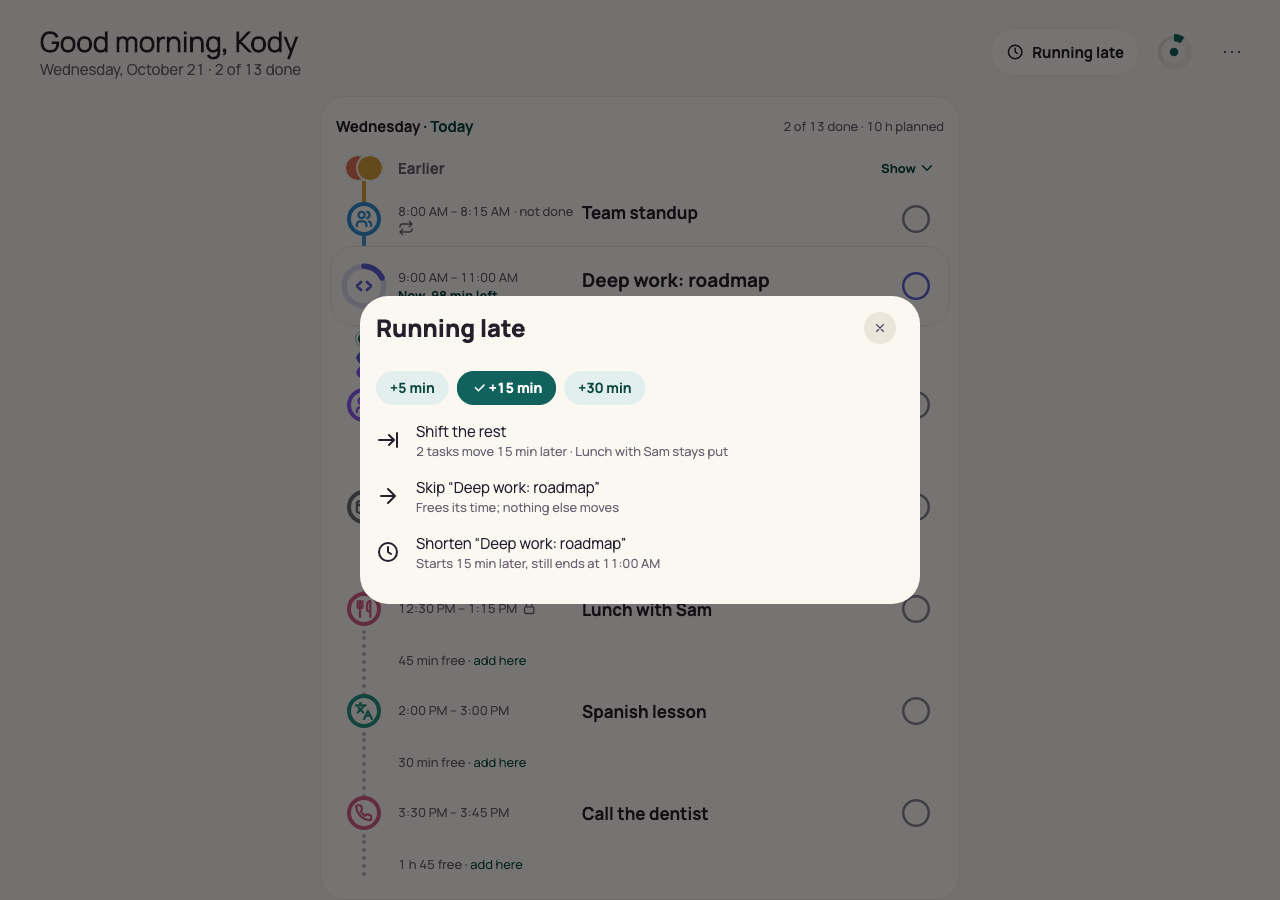 Good morning, Kody
Wednesday, October 21 · 2 of 13 done
Running late
Wednesday · Today
2 of 13 done · 10 h planned
Earlier
Show
8:00 AM – 8:15 AM · not done
Team standup
9:00 AM – 11:00 AM
Deep work: roadmap
Now, 98 min left
Running late
+5 min
+15 min
+30 min
Shift the rest
2 tasks move 15 min later · Lunch with Sam stays put
Skip “Deep work: roadmap”
Frees its time; nothing else moves
Shorten “Deep work: roadmap”
Starts 15 min later, still ends at 11:00 AM
12:30 PM – 1:15 PM
Lunch with Sam
45 min free · add here
2:00 PM – 3:00 PM
Spanish lesson
30 min free · add here
3:30 PM – 3:45 PM
Call the dentist
1 h 45 free · add here